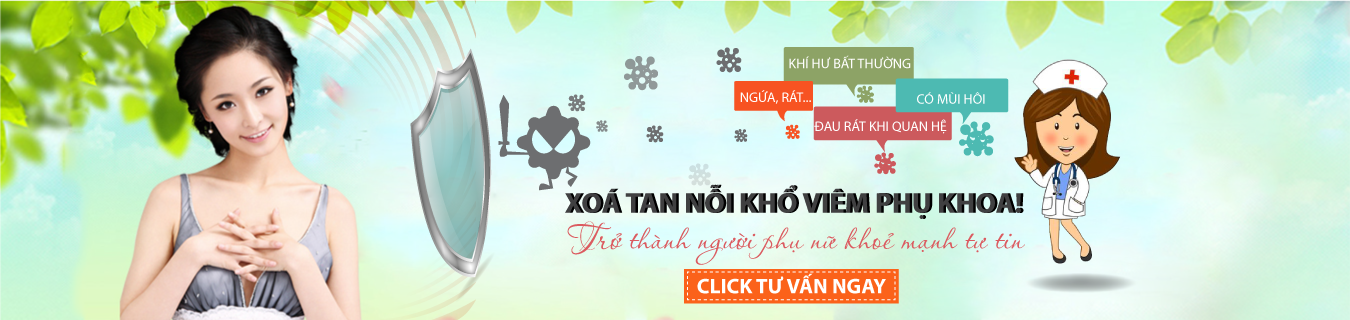 KHÍ HƯ BẤT THƯỜNG
NGỨA, RÁT...
CÓ MÙI HÔI
ĐAU RÁT KHI QUAN HỆ
XOÁ TAN NỖI KHỔ VIÊM PHỤ KHOA!
Trở thành người phụ nữ khoẻ mạnh tự tin
CLICK TƯ VẤN NGAY